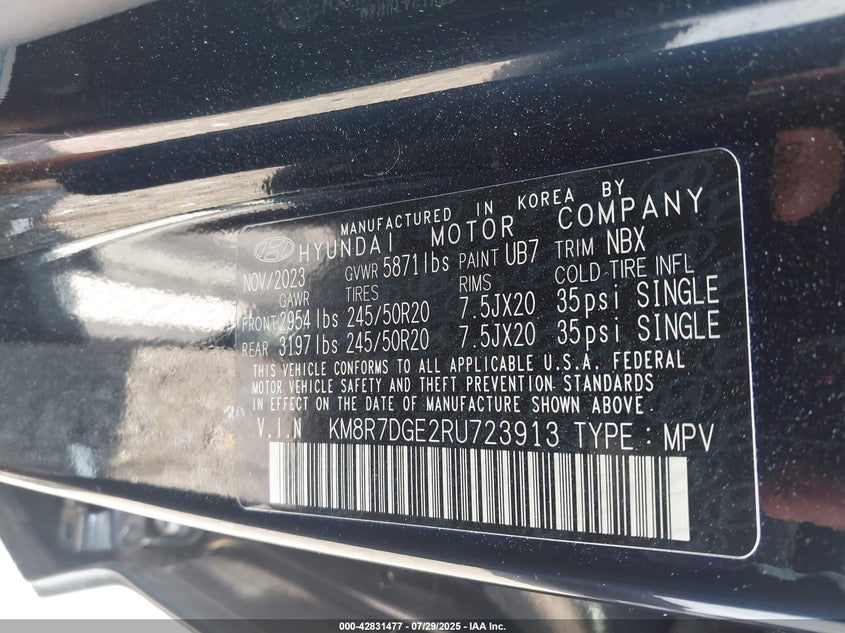 MANUFACTURED IN KOREA BY
HYUNDAI MOTOR COMPANY
NOV/2023 GVWR 5871lbs PAINT UB7 TRIM NBX
GAWR TIRES RIMS COLD TIRE INFL
FRONT 2954lbs 245/50R20 7.5JX20 35psi SINGLE
REAR 3197lbs 245/50R20 7.5JX20 35psi SINGLE
THIS VEHICLE CONFORMS TO ALL APPLICABLE U.S.A. FEDERAL
MOTOR VEHICLE SAFETY AND THEFT PREVENTION STANDARDS
IN EFFECT ON THE DATE OF MANUFACTURE SHOWN ABOVE.
V.I.N KM8R7DGE2RU723913 TYPE : MPV
000-42831477 - 07/29/2025 - IAA Inc.